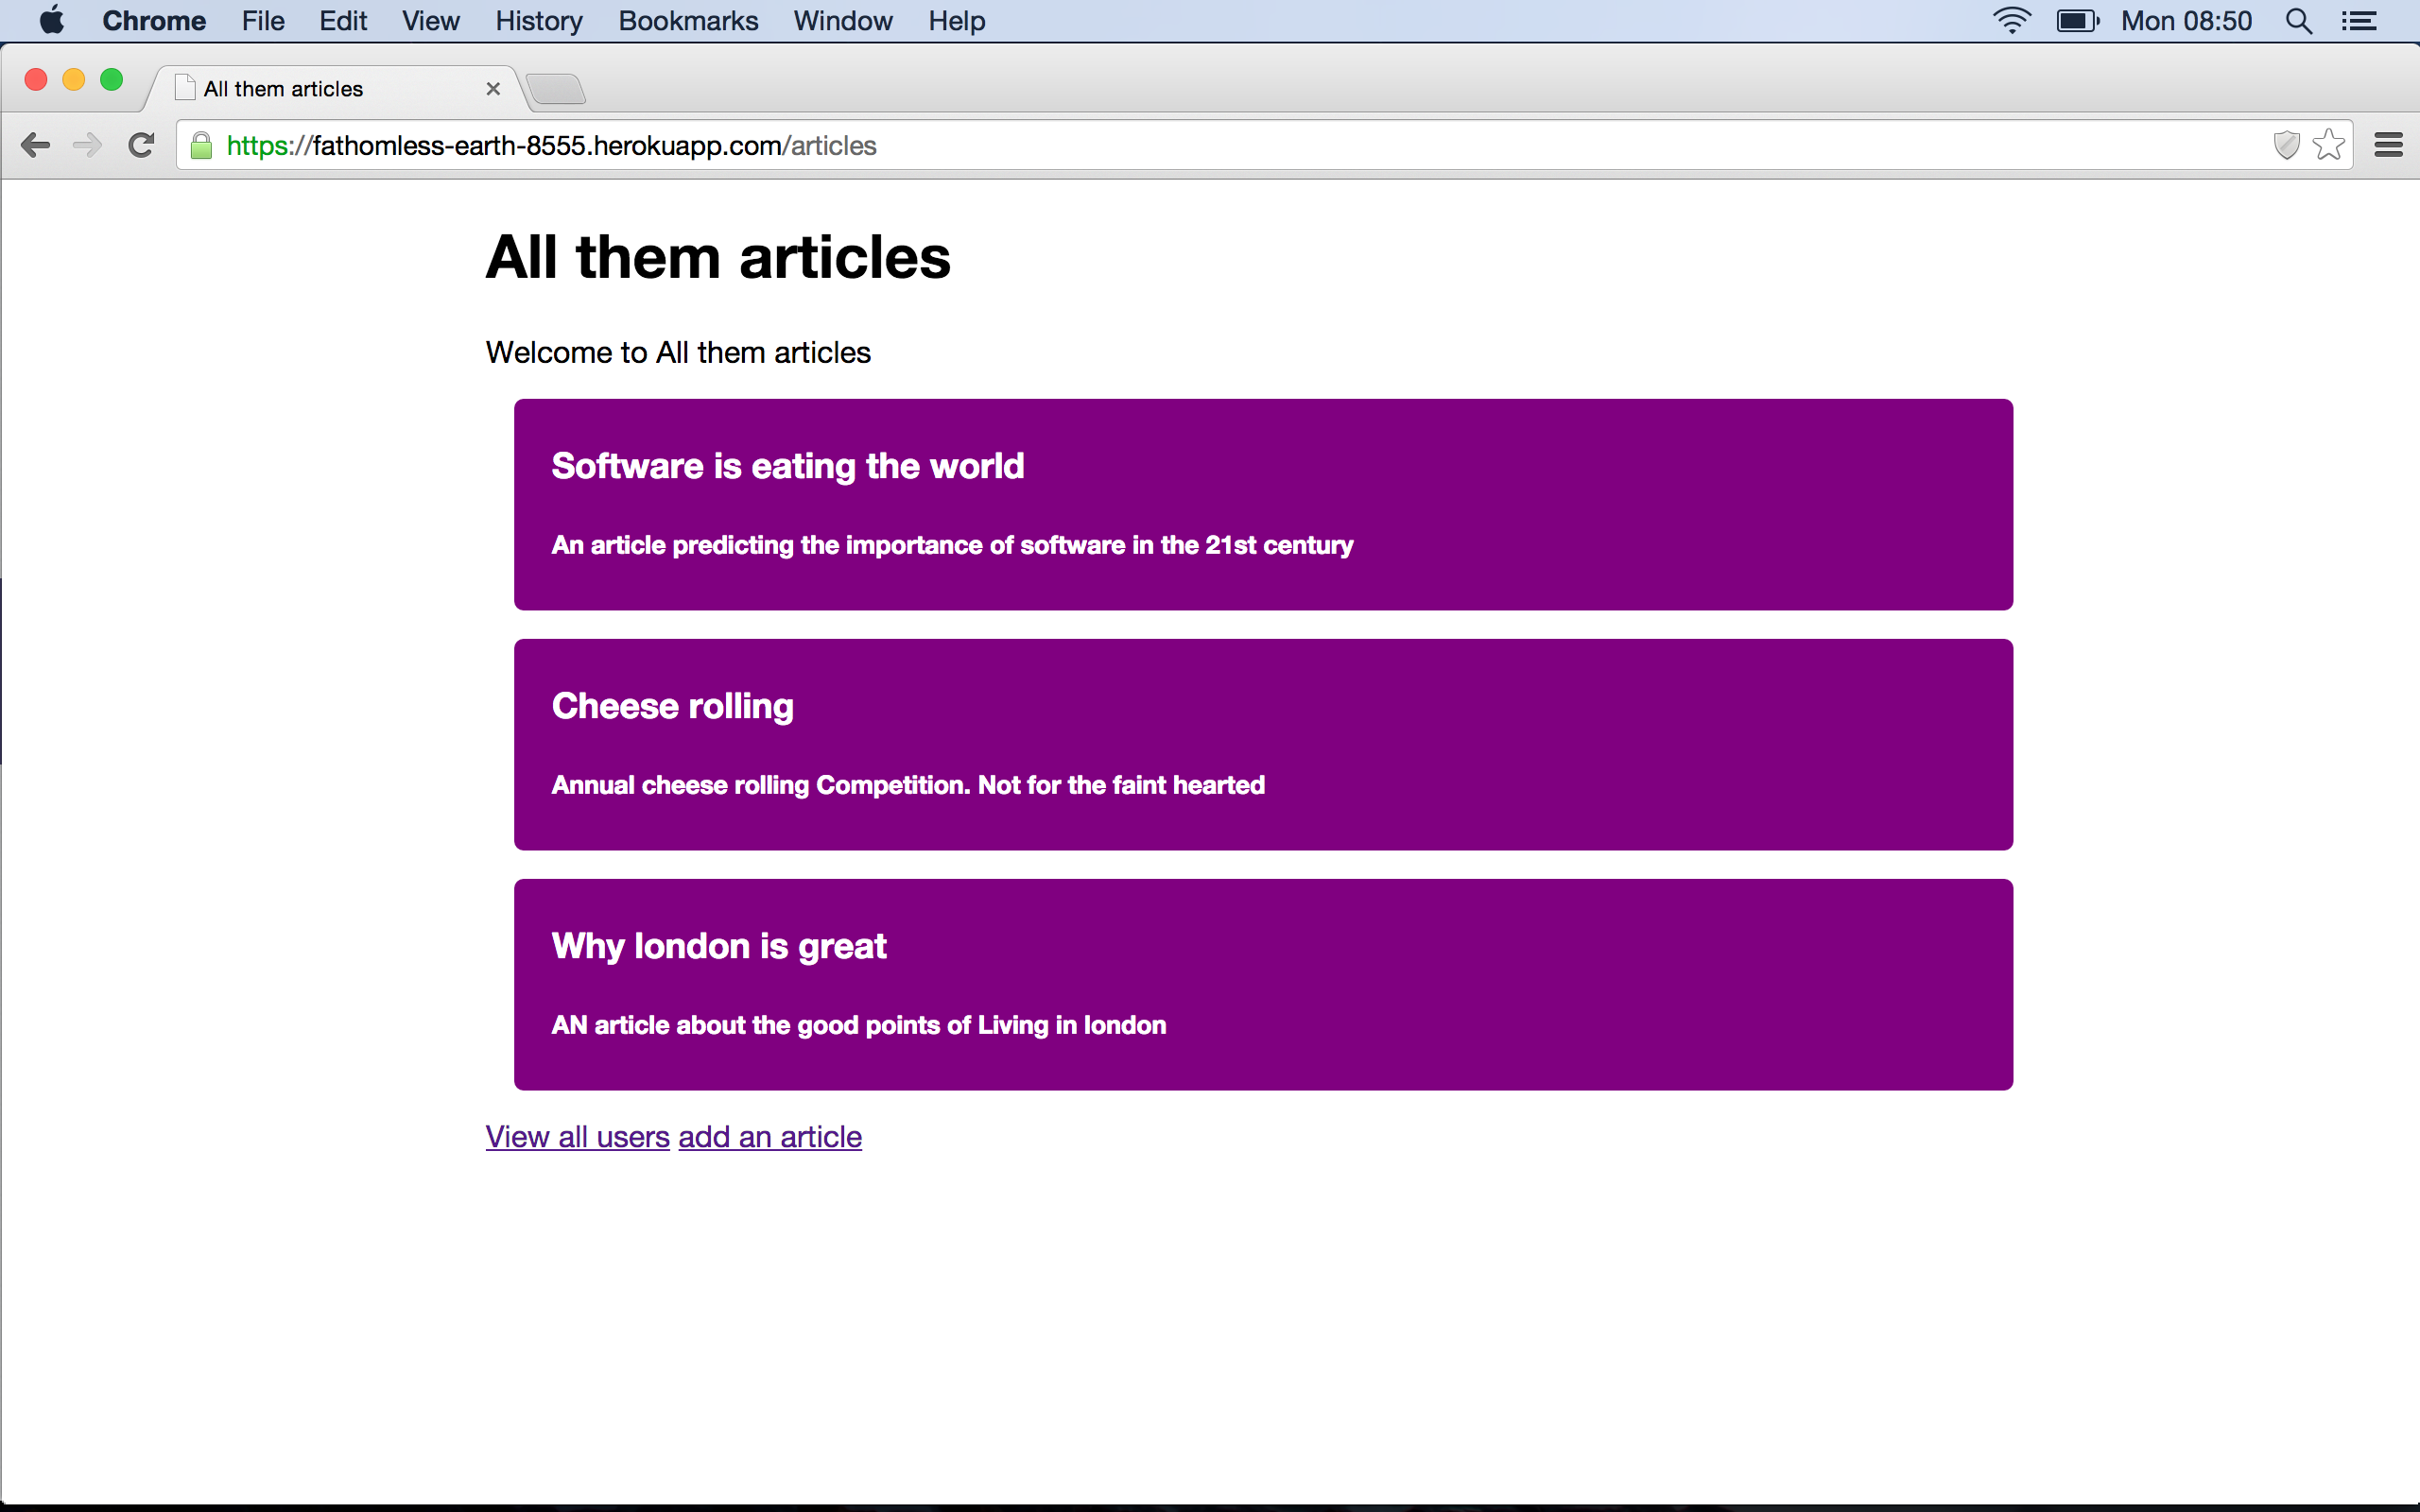 Chrome File Edit View History Bookmarks Window Help Mon 08:50
All them articles
https://fathomless-earth-8555.herokuapp.com/articles
All them articles
Welcome to All them articles
Software is eating the world
An article predicting the importance of software in the 21st century
Cheese rolling
Annual cheese rolling Competition. Not for the faint hearted
Why london is great
AN article about the good points of Living in london
View all users add an article